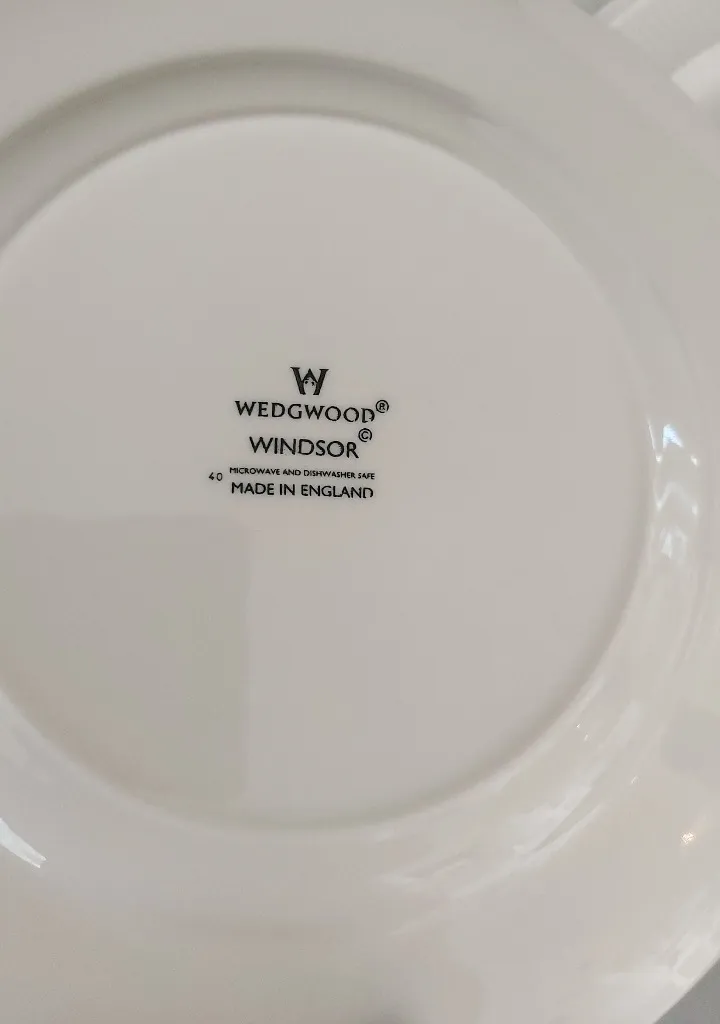 W
WEDGWOOD®
WINDSOR©
40 MICROWAVE AND DISHWASHER SAFE
MADE IN ENGLAND